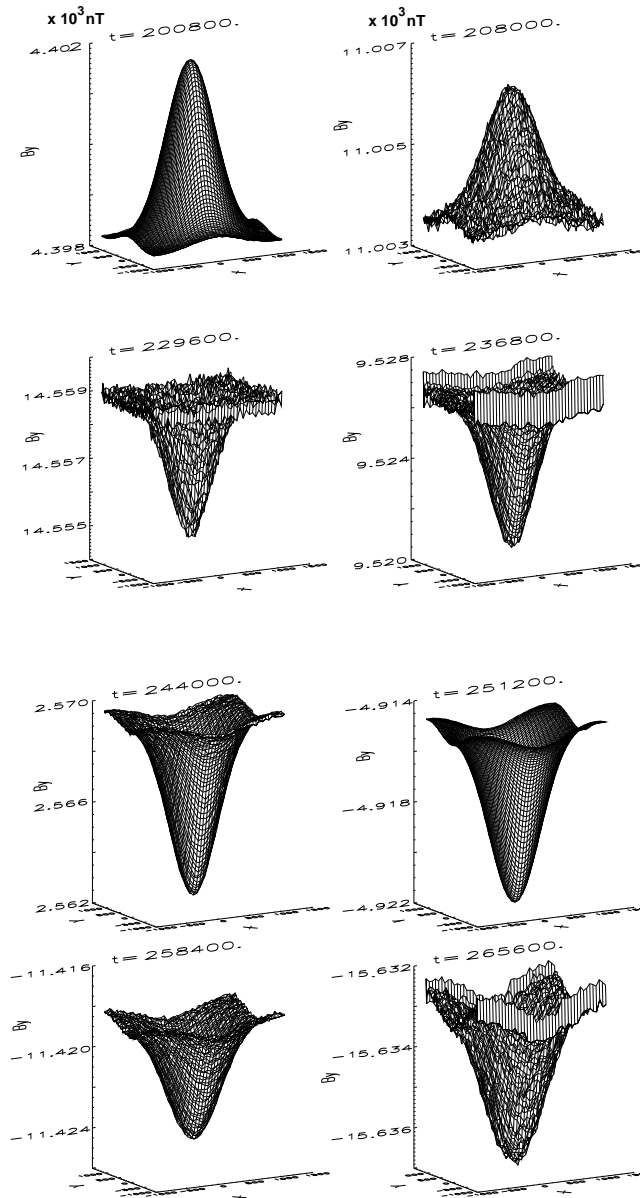 x 10³nT x 10³nT
t= 200800. t= 208000.
4.402 11.007
By By
11.005
4.398 11.003
Y X Y X
t= 229600. t= 236800.
9.528
14.559
By By
14.557 9.524
14.555
9.520
Y X Y X
t= 244000. t= 251200.
2.570 -4.914
By By
2.566 -4.918
2.562 -4.922
Y X Y X
t= 258400. t= 265600.
-11.416 -15.632
By
-11.420 -15.634
By
-11.424 -15.636
Y X Y X